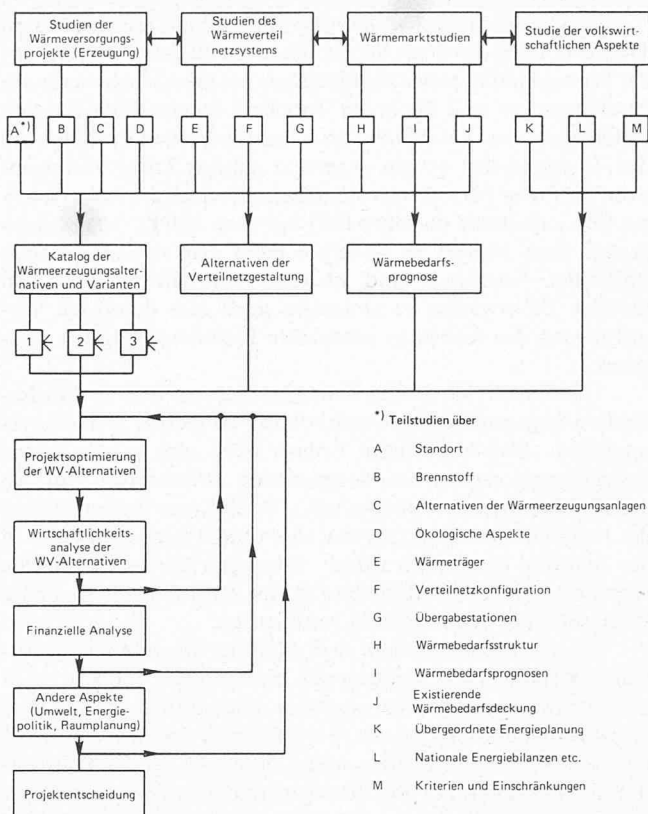 Studien der
Wärmeversorgungs-
projekte (Erzeugung)
Studien des
Wärmeverteil
netzsystems
Wärmemarktstudien
Studie der volkswirt-
schaftlichen Aspekte
A*)
B
C
D
E
F
G
H
I
J
K
L
M
Katalog der
Wärmeerzeugungsalter-
nativen und Varianten
Alternativen der
Verteilnetzgestaltung
Wärmebedarfs-
prognose
1
2
3
Projektsoptimierung
der WV-Alternativen
Wirtschaftlichkeits-
analyse der
WV-Alternativen
Finanzielle Analyse
Andere Aspekte
(Umwelt, Energie-
politik, Raumplanung)
Projektentscheidung
*) Teilstudien über
A Standort
B Brennstoff
C Alternativen der Wärmeerzeugungsanlagen
D Ökologische Aspekte
E Wärmeträger
F Verteilnetzkonfiguration
G Übergabestationen
H Wärmebedarfsstruktur
I Wärmebedarfsprognosen
J Existierende
Wärmebedarfsdeckung
K Übergeordnete Energieplanung
L Nationale Energiebilanzen etc.
M Kriterien und Einschränkungen